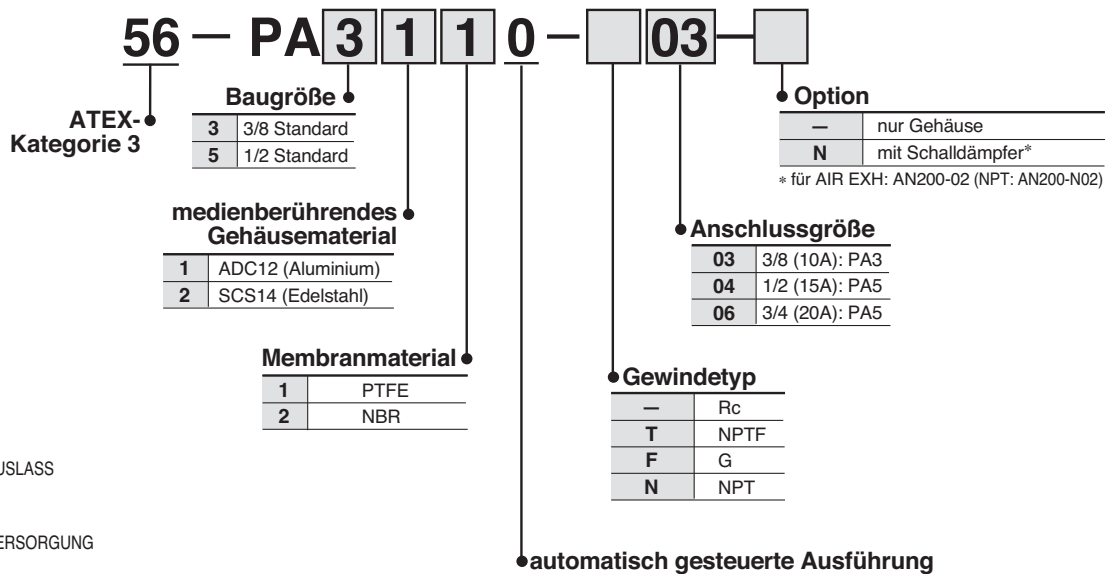 56 — PA 3 1 1 0 — 03 —
ATEX-
Kategorie 3
Baugröße
3 3/8 Standard
5 1/2 Standard
medienberührendes
Gehäusematerial
1 ADC12 (Aluminium)
2 SCS14 (Edelstahl)
Membranmaterial
1 PTFE
2 NBR
Option
— nur Gehäuse
N mit Schalldämpfer*
* für AIR EXH: AN200-02 (NPT: AN200-N02)
Anschlussgröße
03 3/8 (10A): PA3
04 1/2 (15A): PA5
06 3/4 (20A): PA5
Gewindetyp
— Rc
T NPTF
F G
N NPT
USLASS
ERSORGUNG
automatisch gesteuerte Ausführung